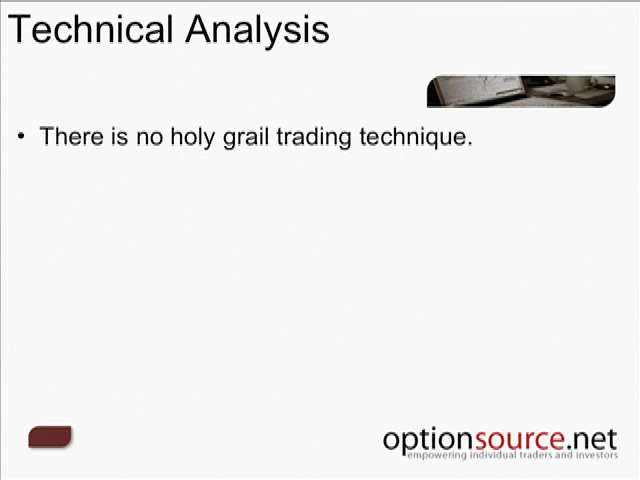 Technical Analysis
• There is no holy grail trading technique.
optionsource.net
empowering individual traders and investors